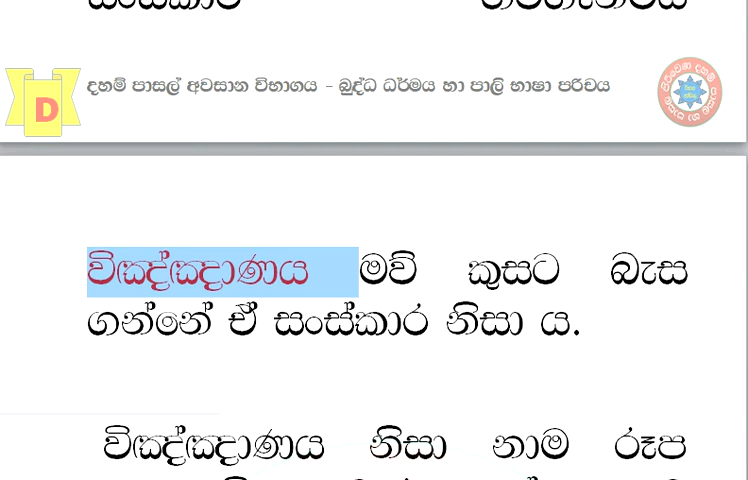 සංස්කාර
දහම් පාසල් අවසාන විභාගය - බුද්ධ ධර්මය හා පාලි භාෂා පරිචය
D
විඤ්ඤාණය මව් කුසට බැස
ගන්නේ ඒ සංස්කාර නිසා ය.
විඤ්ඤාණය නිසා නාම රූප